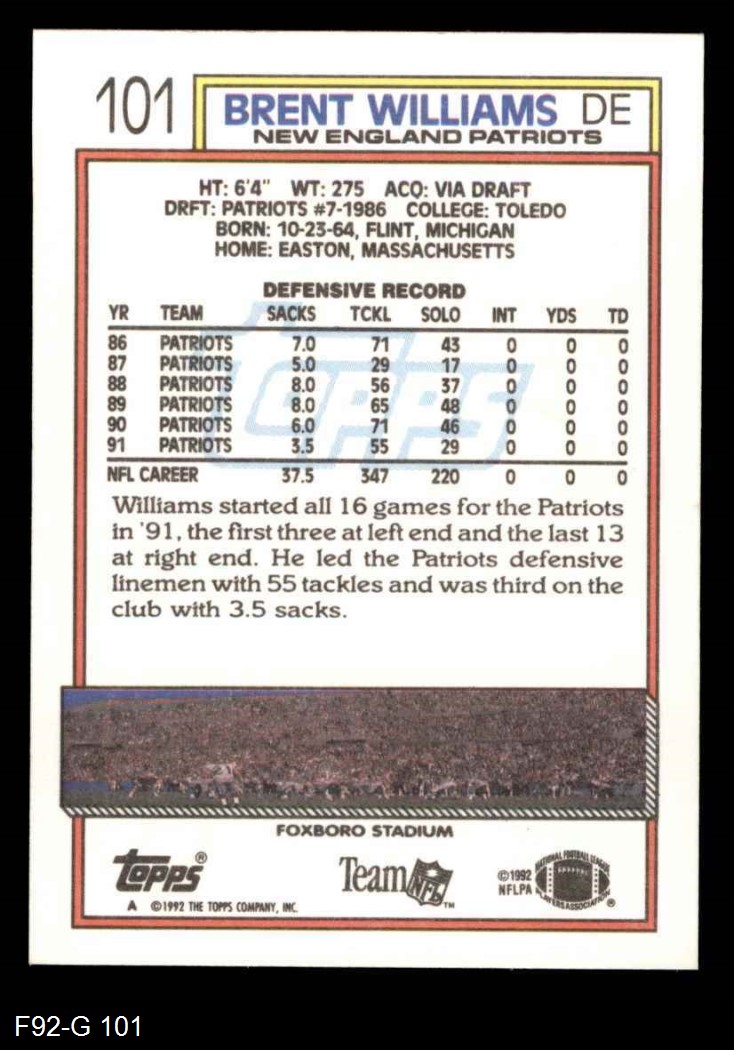 101
BRENT WILLIAMS DE
NEW ENGLAND PATRIOTS
HT: 6'4" WT: 275 ACQ: VIA DRAFT
DRFT: PATRIOTS #7-1986 COLLEGE: TOLEDO
BORN: 10-23-64, FLINT, MICHIGAN
HOME: EASTON, MASSACHUSETTS
DEFENSIVE RECORD
YR TEAM SACKS TCKL SOLO INT YDS TD
86 PATRIOTS 7.0 71 43 0 0 0
87 PATRIOTS 5.0 29 17 0 0 0
88 PATRIOTS 8.0 56 37 0 0 0
89 PATRIOTS 8.0 65 48 0 0 0
90 PATRIOTS 6.0 71 46 0 0 0
91 PATRIOTS 3.5 55 29 0 0 0
NFL CAREER 37.5 347 220 0 0 0
topps
Williams started all 16 games for the Patriots
in '91, the first three at left end and the last 13
at right end. He led the Patriots defensive
linemen with 55 tackles and was third on the
club with 3.5 sacks.
FOXBORO STADIUM
topps®
A ©1992 THE TOPPS COMPANY, INC.
Team NFL™
©1992
NFLPA
NATIONAL FOOTBALL LEAGUE
PLAYERS ASSOCIATION ®
F92-G 101